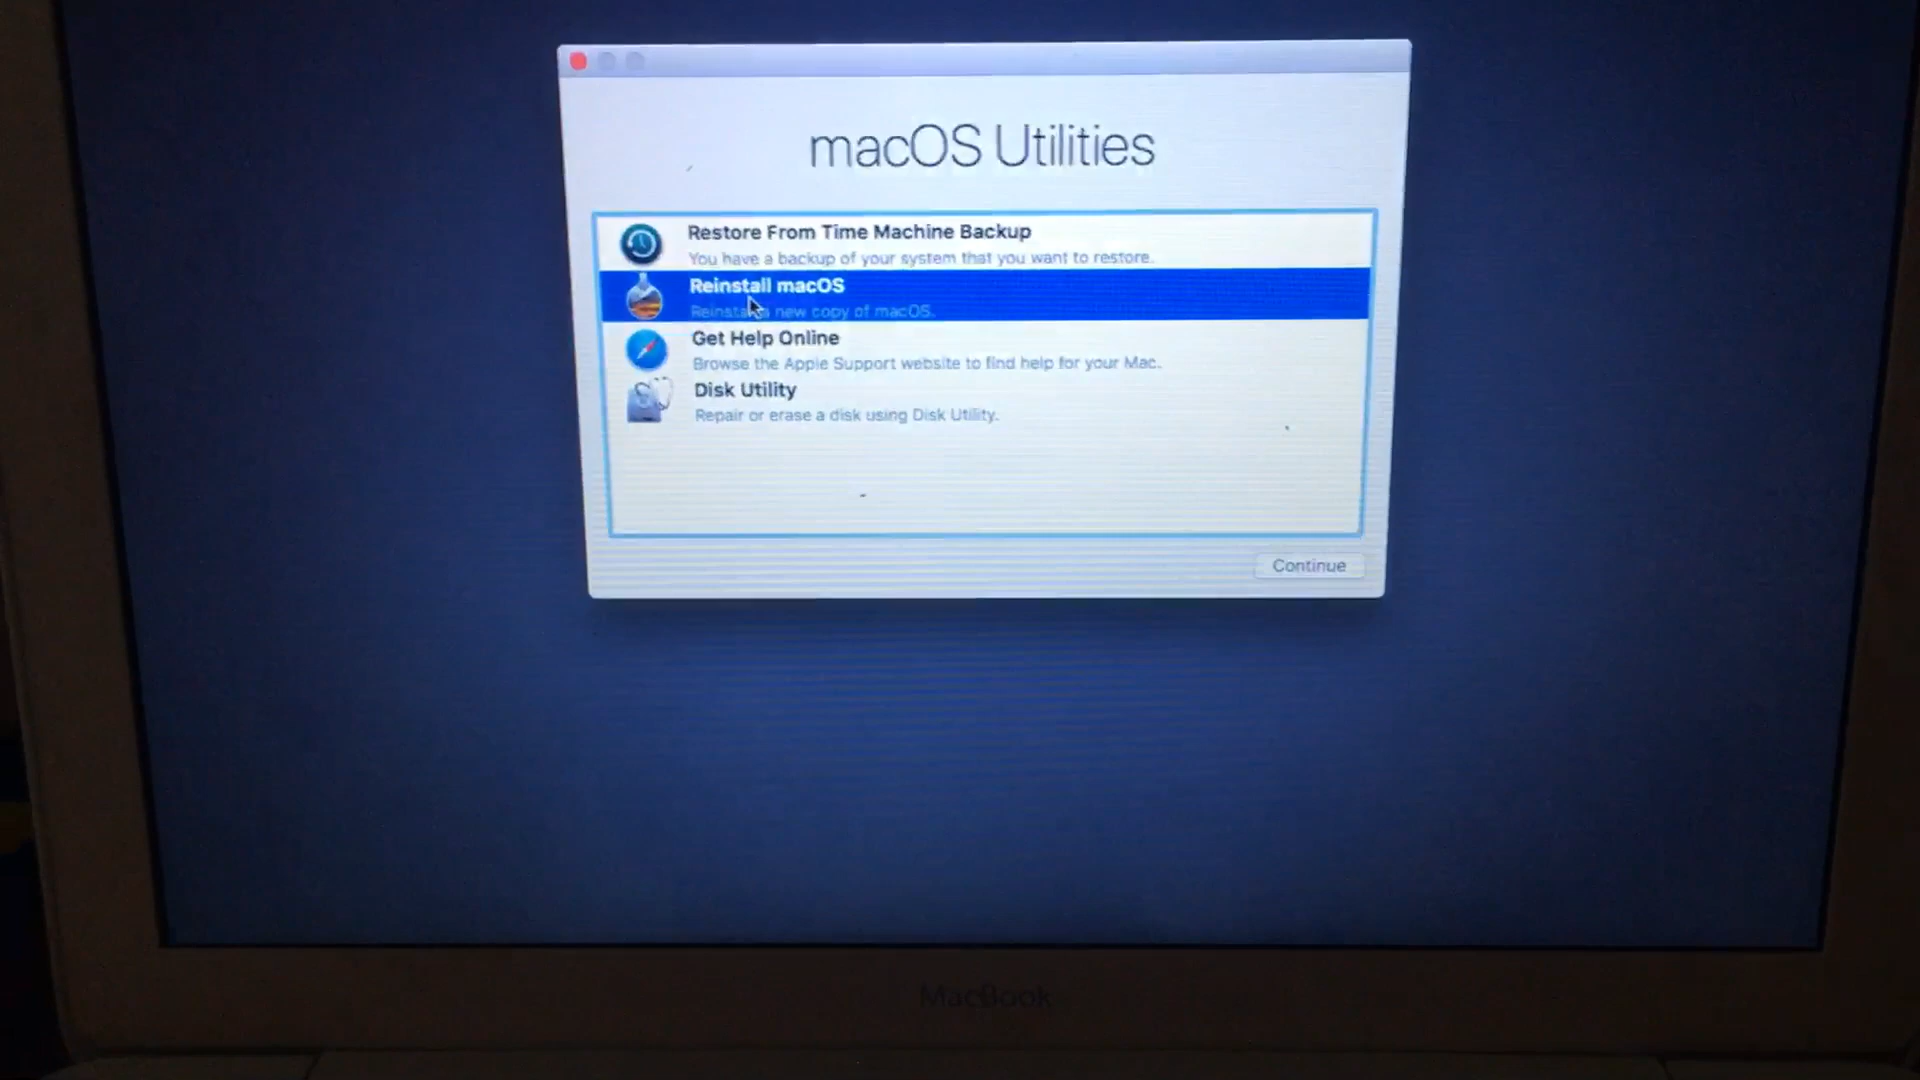 macOS Utilities
Restore From Time Machine Backup
You have a backup of your system that you want to restore.
Reinstall macOS
new copy of macOS.
Get Help Online
Browse the Apple Support website to find help for your Mac.
Disk Utility
Repair or erase a disk using Disk Utility.
Continue
MacBook